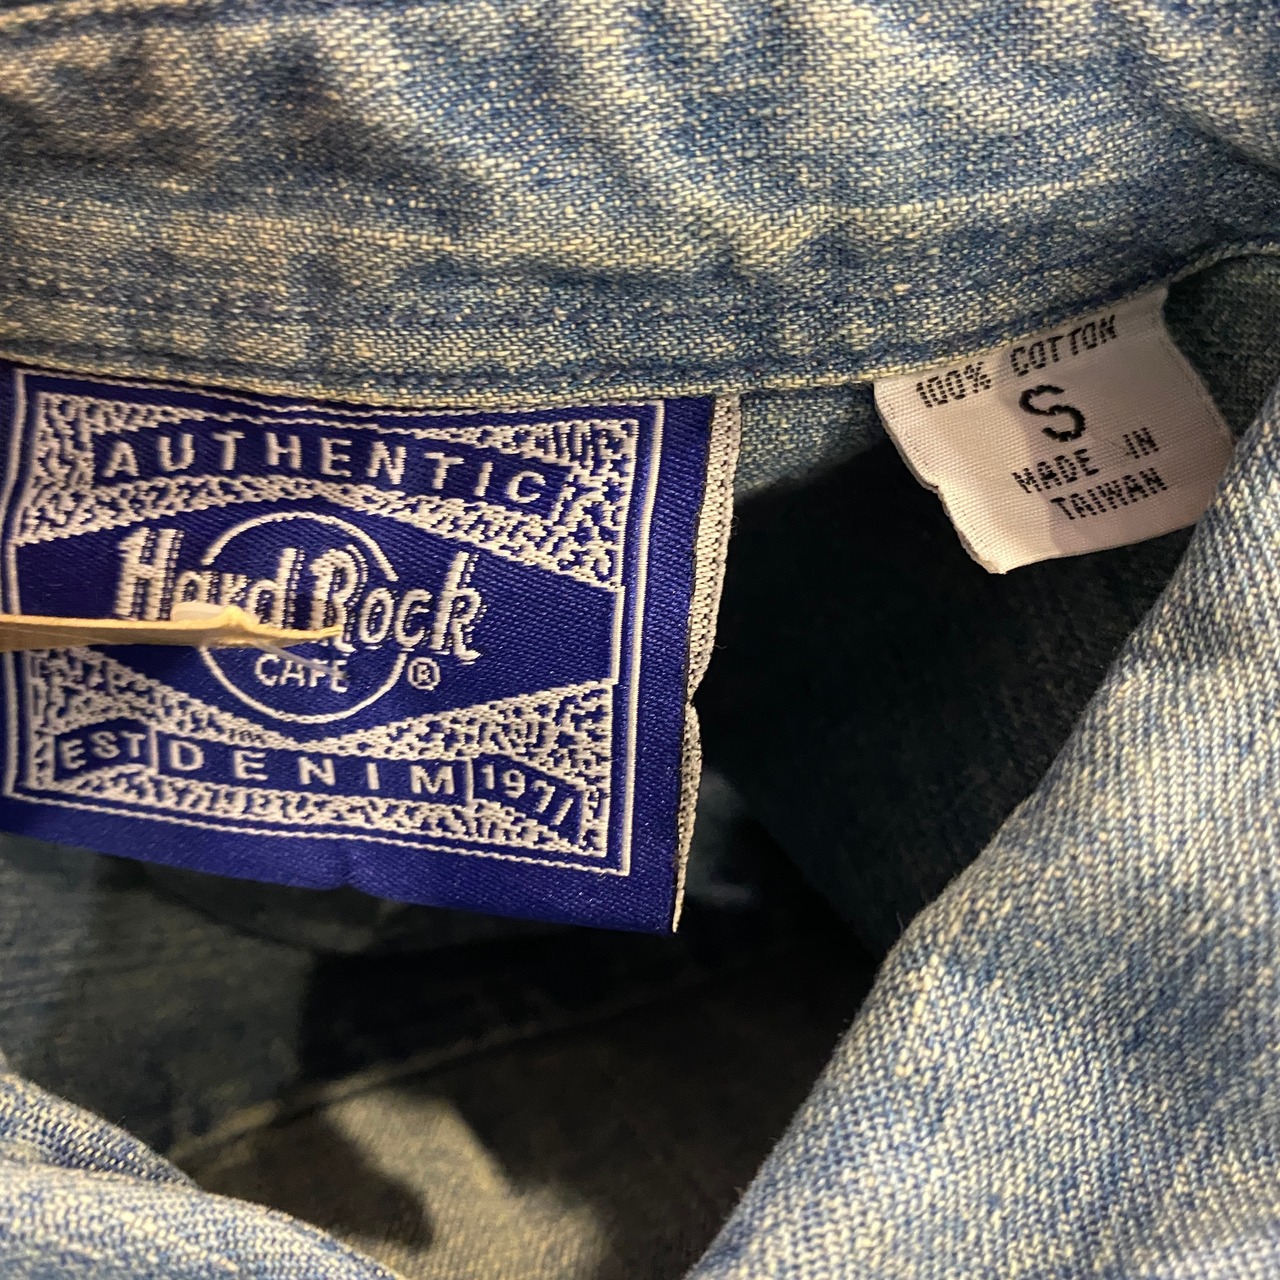 AUTHENTIC
Hard Rock
CAFE ®
EST DENIM 1971
100% COTTON
S
MADE IN
TAIWAN